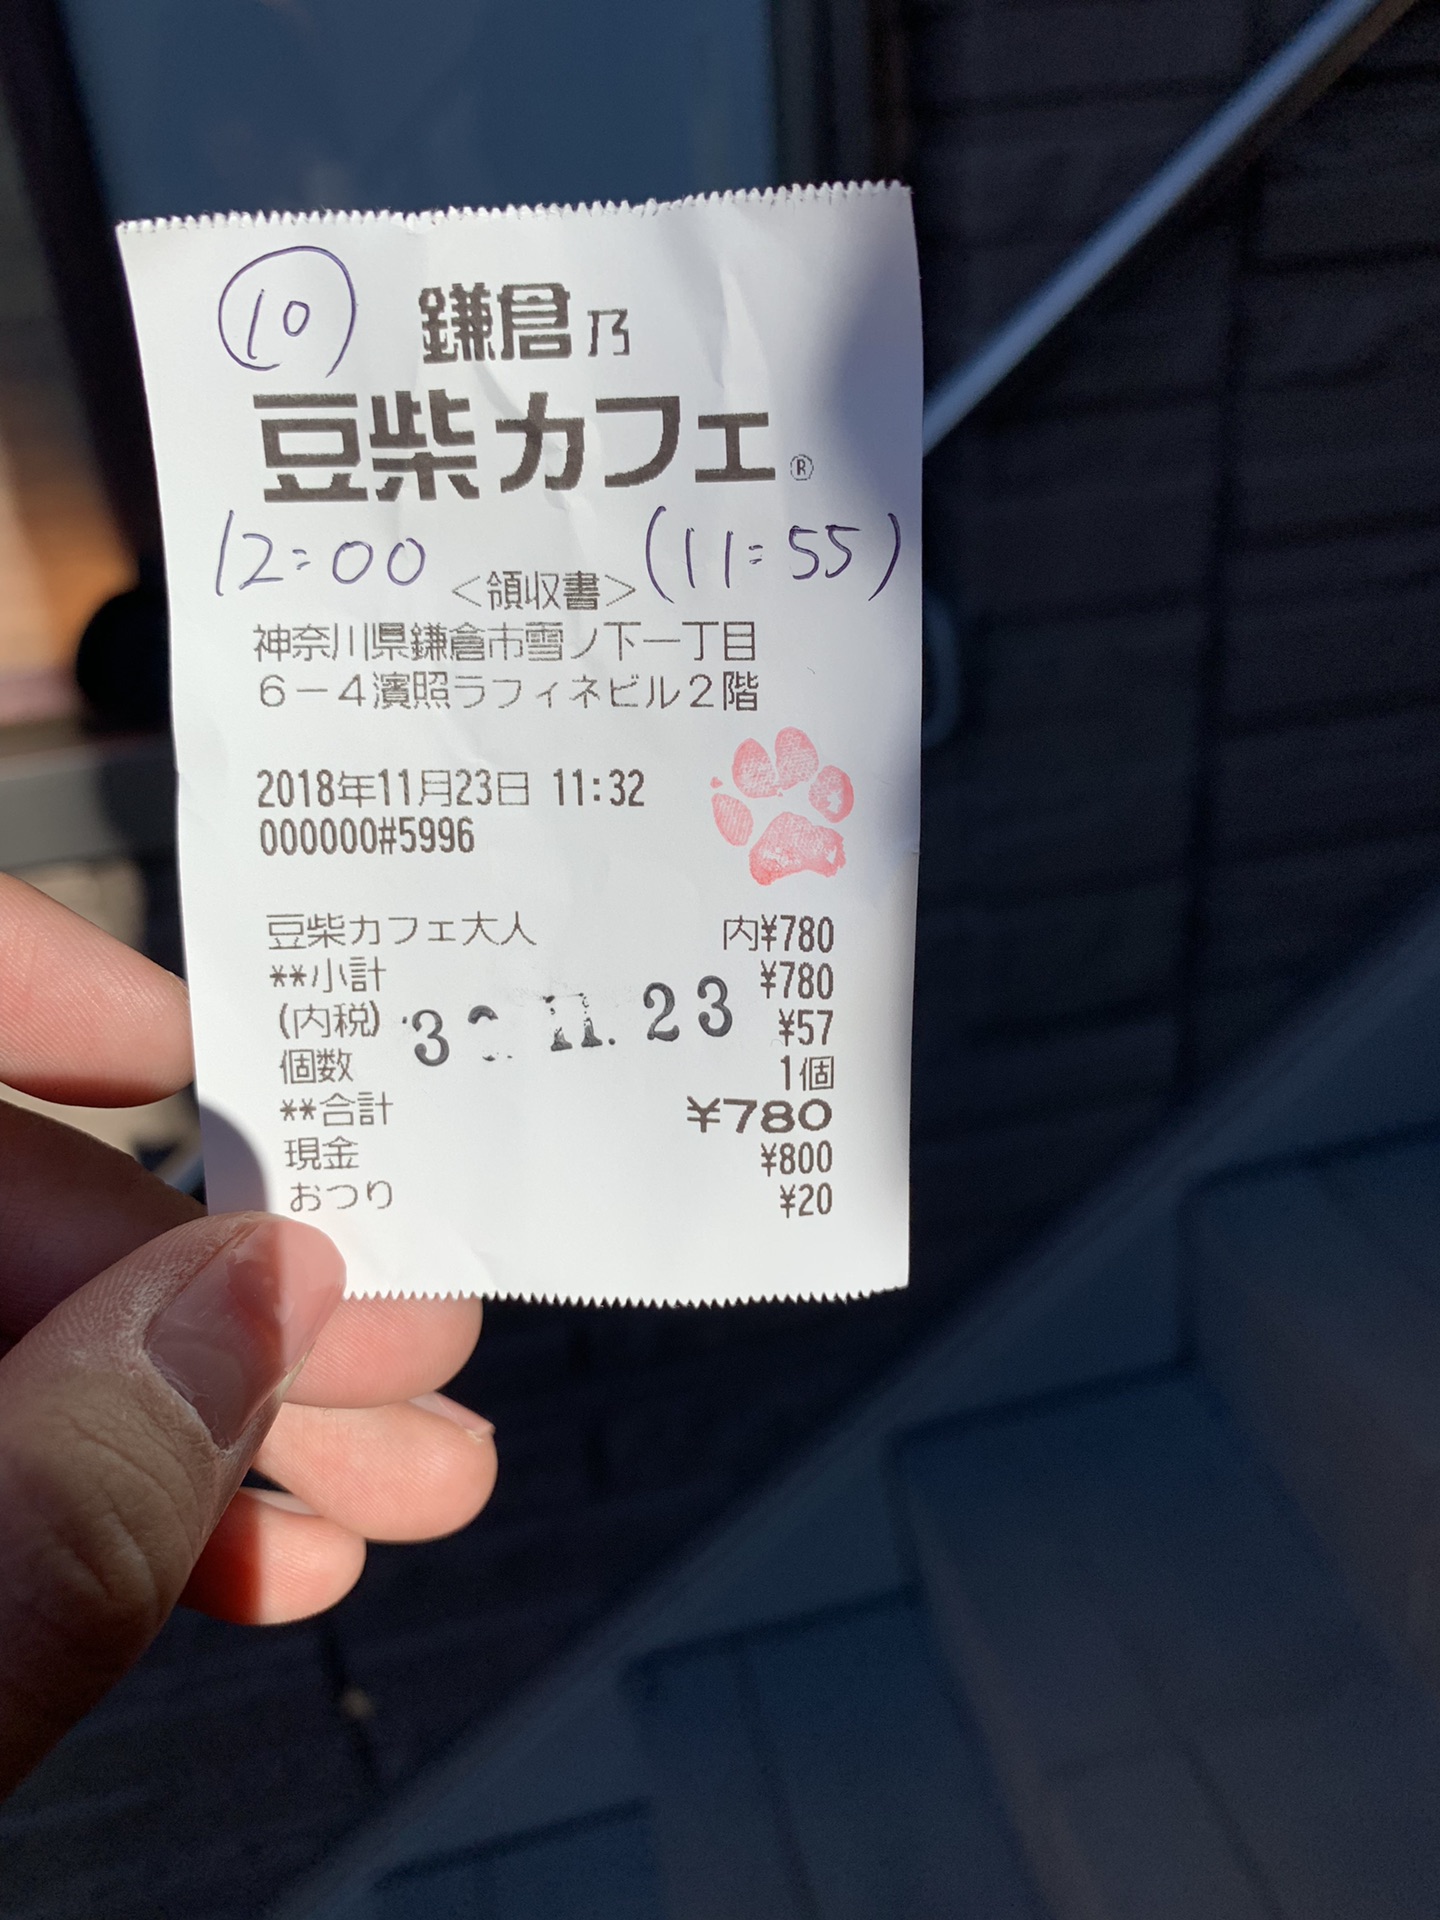 10 鎌倉乃
豆柴カフェ®
12:00 (11:55)
<領収書>
神奈川県鎌倉市雪ノ下一丁目
6−4濱照ラフィネビル2階
2018年11月23日 11:32
000000#5996
豆柴カフェ大人 内¥780
**小計 ¥780
(内税) ¥57
30.11.23
個数 1個
**合計 ¥780
現金 ¥800
おつり ¥20